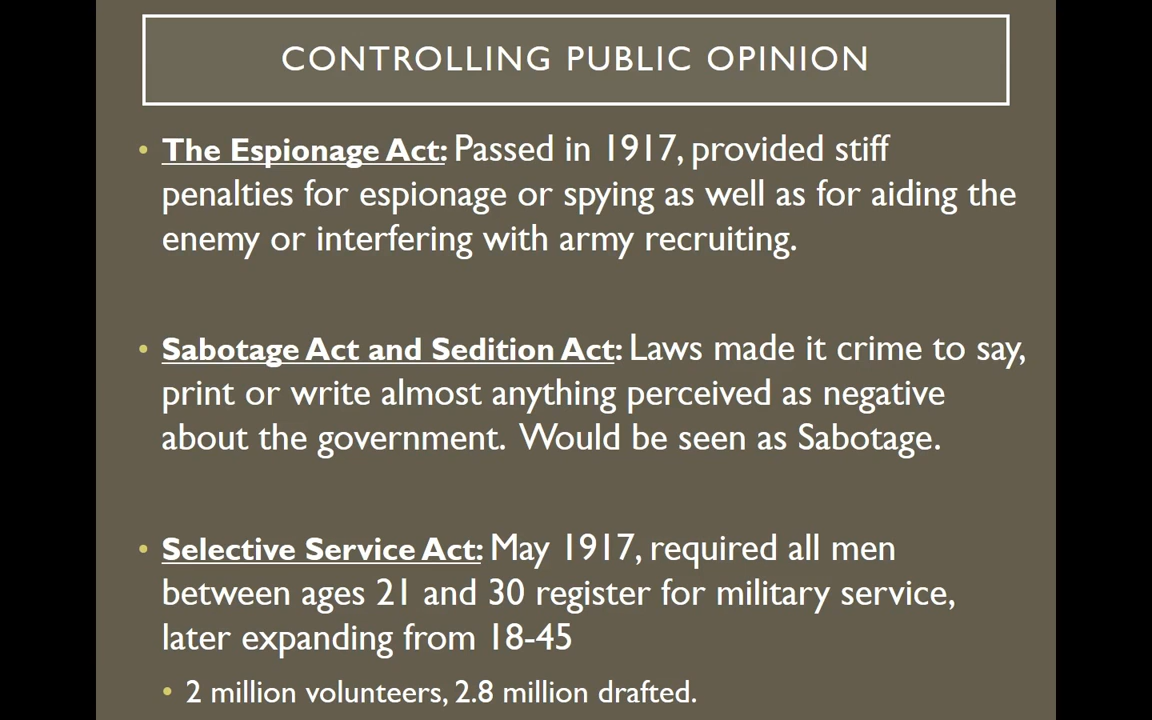 CONTROLLING PUBLIC OPINION
• The Espionage Act: Passed in 1917, provided stiff
penalties for espionage or spying as well as for aiding the
enemy or interfering with army recruiting.
• Sabotage Act and Sedition Act: Laws made it crime to say,
print or write almost anything perceived as negative
about the government. Would be seen as Sabotage.
• Selective Service Act: May 1917, required all men
between ages 21 and 30 register for military service,
later expanding from 18-45
• 2 million volunteers, 2.8 million drafted.